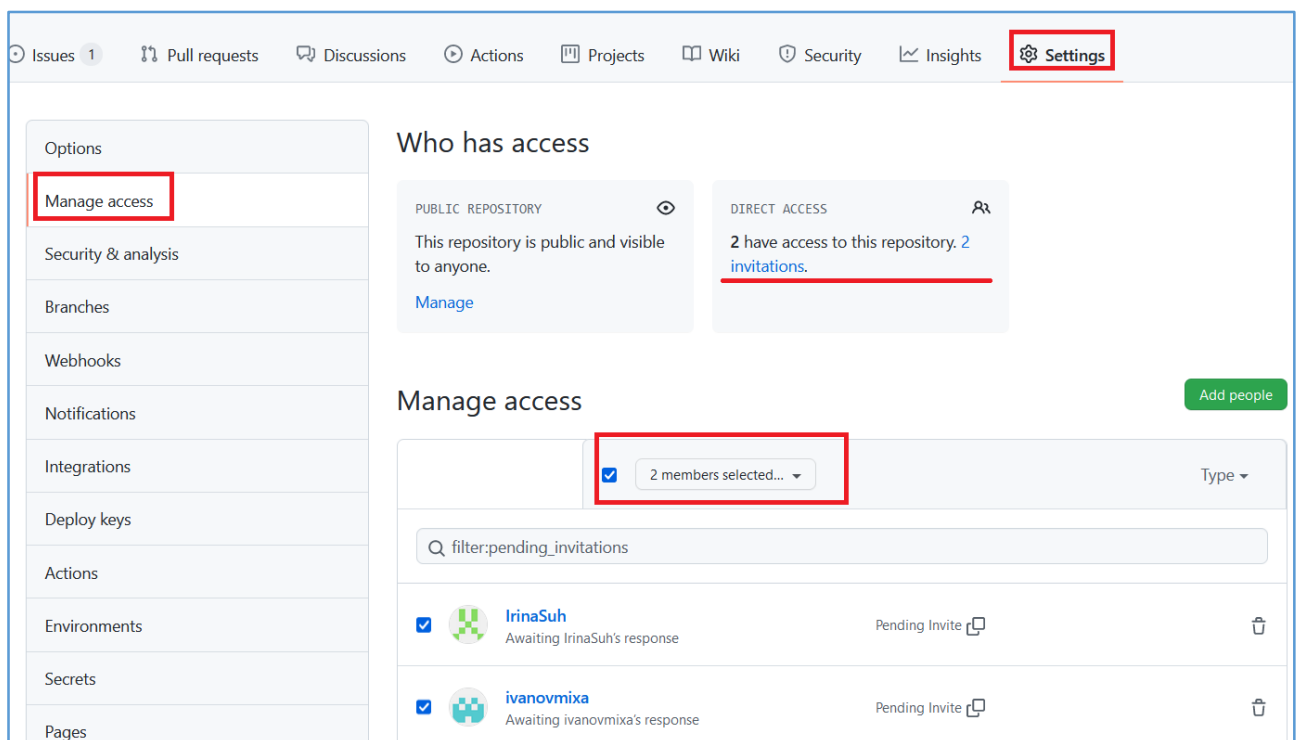 Issues 1 Pull requests Discussions Actions Projects Wiki Security Insights Settings
Options
Manage access
Security & analysis
Branches
Webhooks
Notifications
Integrations
Deploy keys
Actions
Environments
Secrets
Pages
Who has access
PUBLIC REPOSITORY
This repository is public and visible
to anyone.
Manage
DIRECT ACCESS
2 have access to this repository. 2
invitations.
Manage access
Add people
2 members selected...
Type
filter:pending_invitations
IrinaSuh
Awaiting IrinaSuh's response
Pending Invite
ivanovmixa
Awaiting ivanovmixa's response
Pending Invite